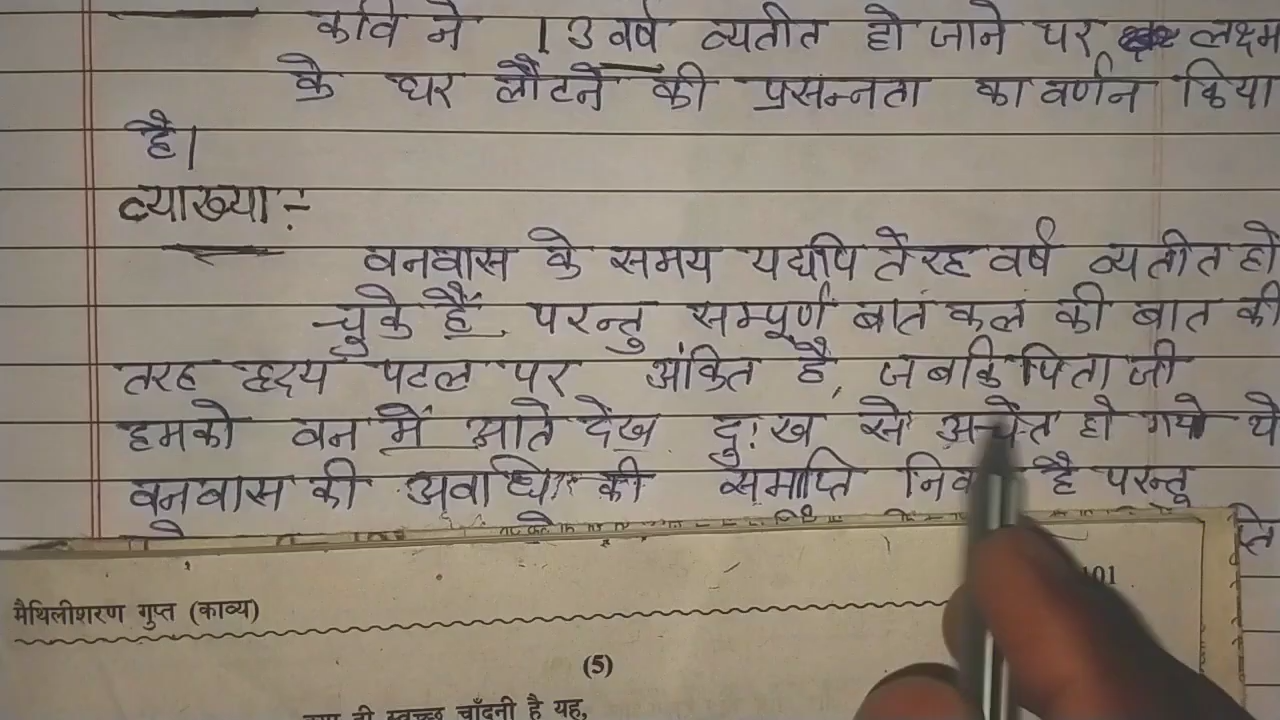 कवि ने 13 वर्ष व्यतीत हो जाने पर लक्ष्म
के घर लौटने की प्रसन्नता का वर्णन किया
है।
व्याख्या:-
वनवास के समय यद्यपि तेरह वर्ष व्यतीत हो
चुके हैं, परन्तु सम्पूर्ण बातें कल की बात की
तरह हृदय पटल पर अंकित है, जबकि पिता जी
हमको वन में आते देख दुःख से अचेत हो गये थे
वनवास की अवधि की समाप्ति है परन्तु
101
मैथिलीशरण गुप्त (काव्य)
(5)
ही स्वच्छ चाँदनी है यह,